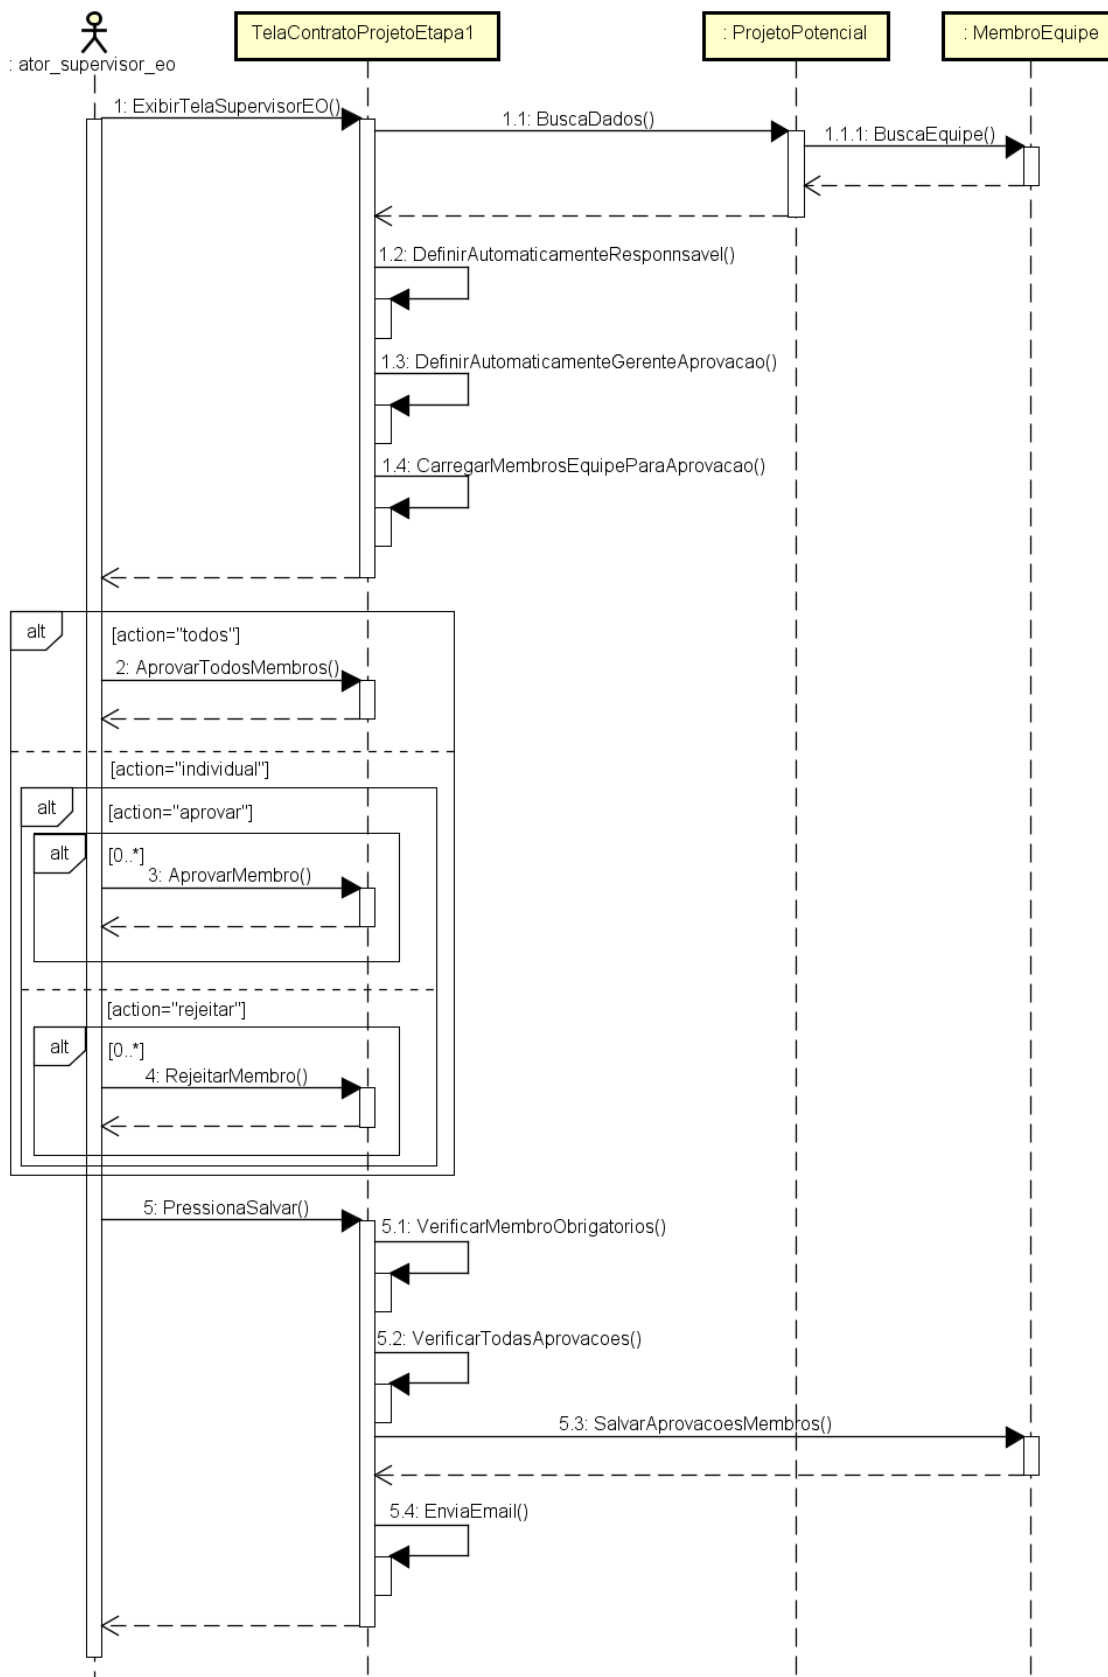 : ator_supervisor_eo
TelaContratoProjetoEtapa1
: ProjetoPotencial
: MembroEquipe
1: ExibirTelaSupervisorEO()
1.1: BuscaDados()
1.1.1: BuscaEquipe()
1.2: DefinirAutomaticamenteResponnsavel()
1.3: DefinirAutomaticamenteGerenteAprovacao()
1.4: CarregarMembrosEquipeParaAprovacao()
alt
[action="todos"]
2: AprovarTodosMembros()
[action="individual"]
alt
[action="aprovar"]
alt
[0..*]
3: AprovarMembro()
[action="rejeitar"]
alt
[0..*]
4: RejeitarMembro()
5: PressionaSalvar()
5.1: VerificarMembroObrigatorios()
5.2: VerificarTodasAprovacoes()
5.3: SalvarAprovacoesMembros()
5.4: EnviaEmail()